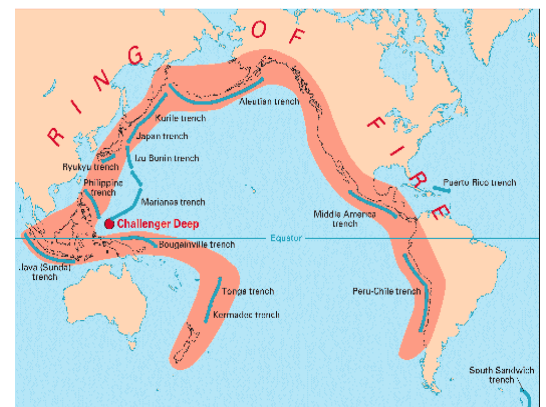 RING OF FIRE
Aleutian trench
Kurile trench
Japan trench
Izu Bonin trench
Ryukyu trench
Philippine
trench
Marianas trench
Challenger Deep
Bougainville trench
Equator
Java (Sunda)
trench
Tonga trench
Kermadec trench
Middle America
trench
Puerto Rico trench
Peru-Chile trench
South Sandwich
trench